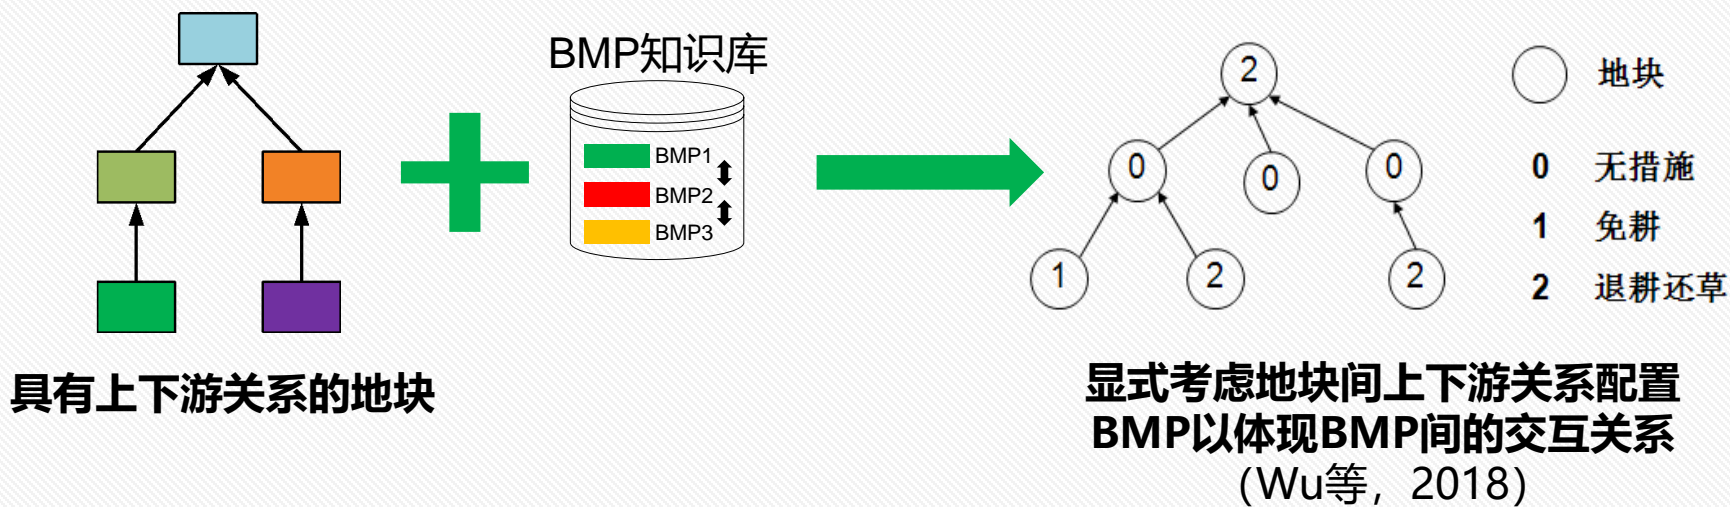 具有上下游关系的地块
BMP知识库
BMP1
BMP2
BMP3
2
0
0
0
1
2
2
地块
0 无措施
1 免耕
2 退耕还草
显式考虑地块间上下游关系配置
BMP以体现BMP间的交互关系
（Wu等，2018）